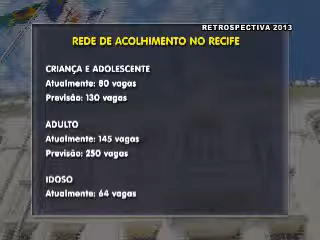 RETROSPECTIVA 2013
REDE DE ACOLHIMENTO NO RECIFE
CRIANÇA E ADOLESCENTE
Atualmente: 80 vagas
Previsão: 130 vagas
ADULTO
Atualmente: 145 vagas
Previsão: 250 vagas
IDOSO
Atualmente: 64 vagas